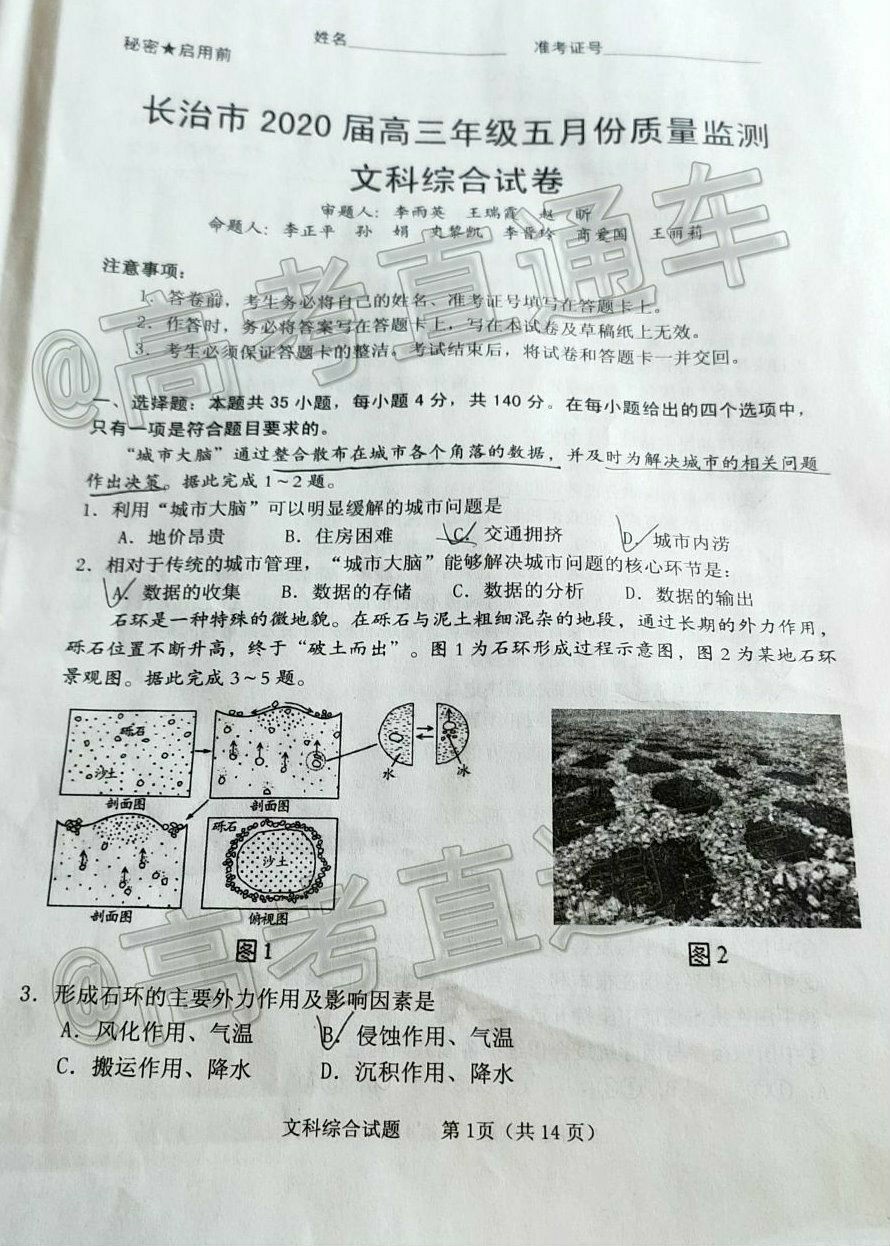 秘密★启用前
姓名
准考证号
长治市 2020 届高三年级五月份质量监测
文科综合试卷
审题人：李雨英 王瑞霞 赵 昕
命题人：李正平 孙 娟 史黎凯 李晋玲 商爱国 王丽莉
注意事项：
1．答卷前，考生务必将自己的姓名、准考证号填写在答题卡上。
2．作答时，务必将答案写在答题卡上，写在本试卷及草稿纸上无效。
3．考生必须保证答题卡的整洁。考试结束后，将试卷和答题卡一并交回。
一、选择题：本题共 35 小题，每小题 4 分，共 140 分。在每小题给出的四个选项中，
只有一项是符合题目要求的。
“城市大脑”通过整合散布在城市各个角落的数据，并及时为解决城市的相关问题
作出决策。据此完成 1～2 题。
1．利用“城市大脑”可以明显缓解的城市问题是
A．地价昂贵 B．住房困难 C．交通拥挤 D．城市内涝
2．相对于传统的城市管理，“城市大脑”能够解决城市问题的核心环节是：
A．数据的收集 B．数据的存储 C．数据的分析 D．数据的输出
石环是一种特殊的微地貌。在砾石与泥土粗细混杂的地段，通过长期的外力作用，
砾石位置不断升高，终于“破土而出”。图 1 为石环形成过程示意图，图 2 为某地石环
景观图。据此完成 3～5 题。
砾石
沙土
剖面图
剖面图
水
冰
剖面图
砾石
沙土
俯视图
图 1
图 2
3．形成石环的主要外力作用及影响因素是
A．风化作用、气温 B．侵蚀作用、气温
C．搬运作用、降水 D．沉积作用、降水
文科综合试题 第 1页（共 14 页）
@高考直通车
@高考直通车